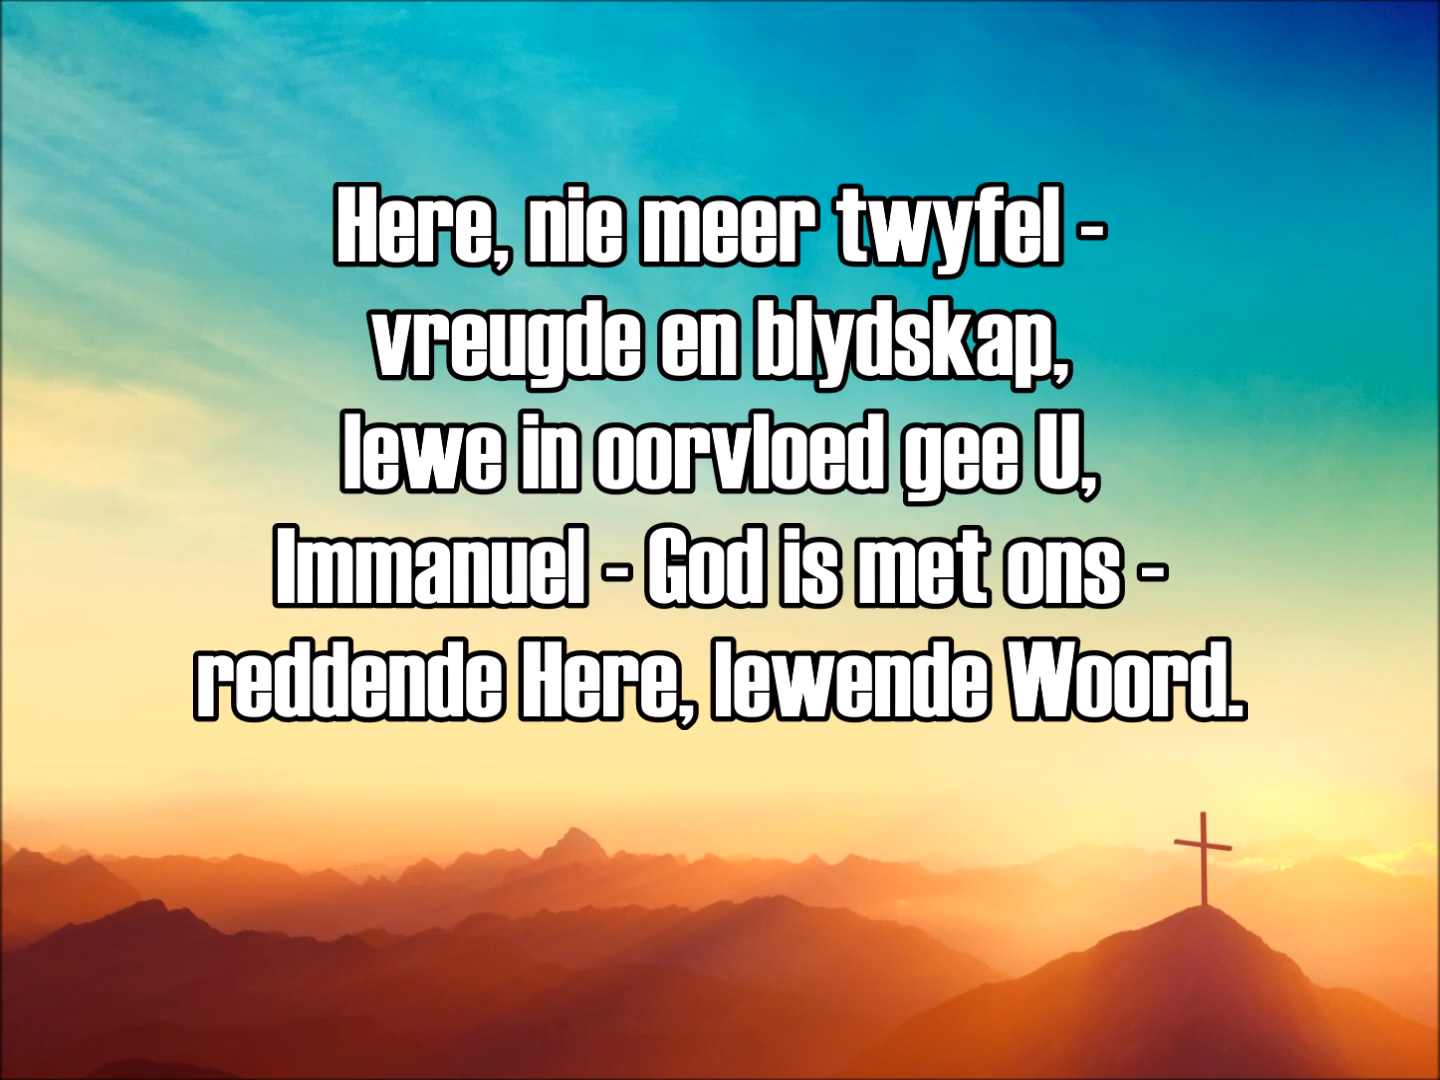 Here, nie meer twyfel -
vreugde en blydskap,
lewe in oorvloed gee U,
Immanuel - God is met ons -
reddende Here, lewende Woord.